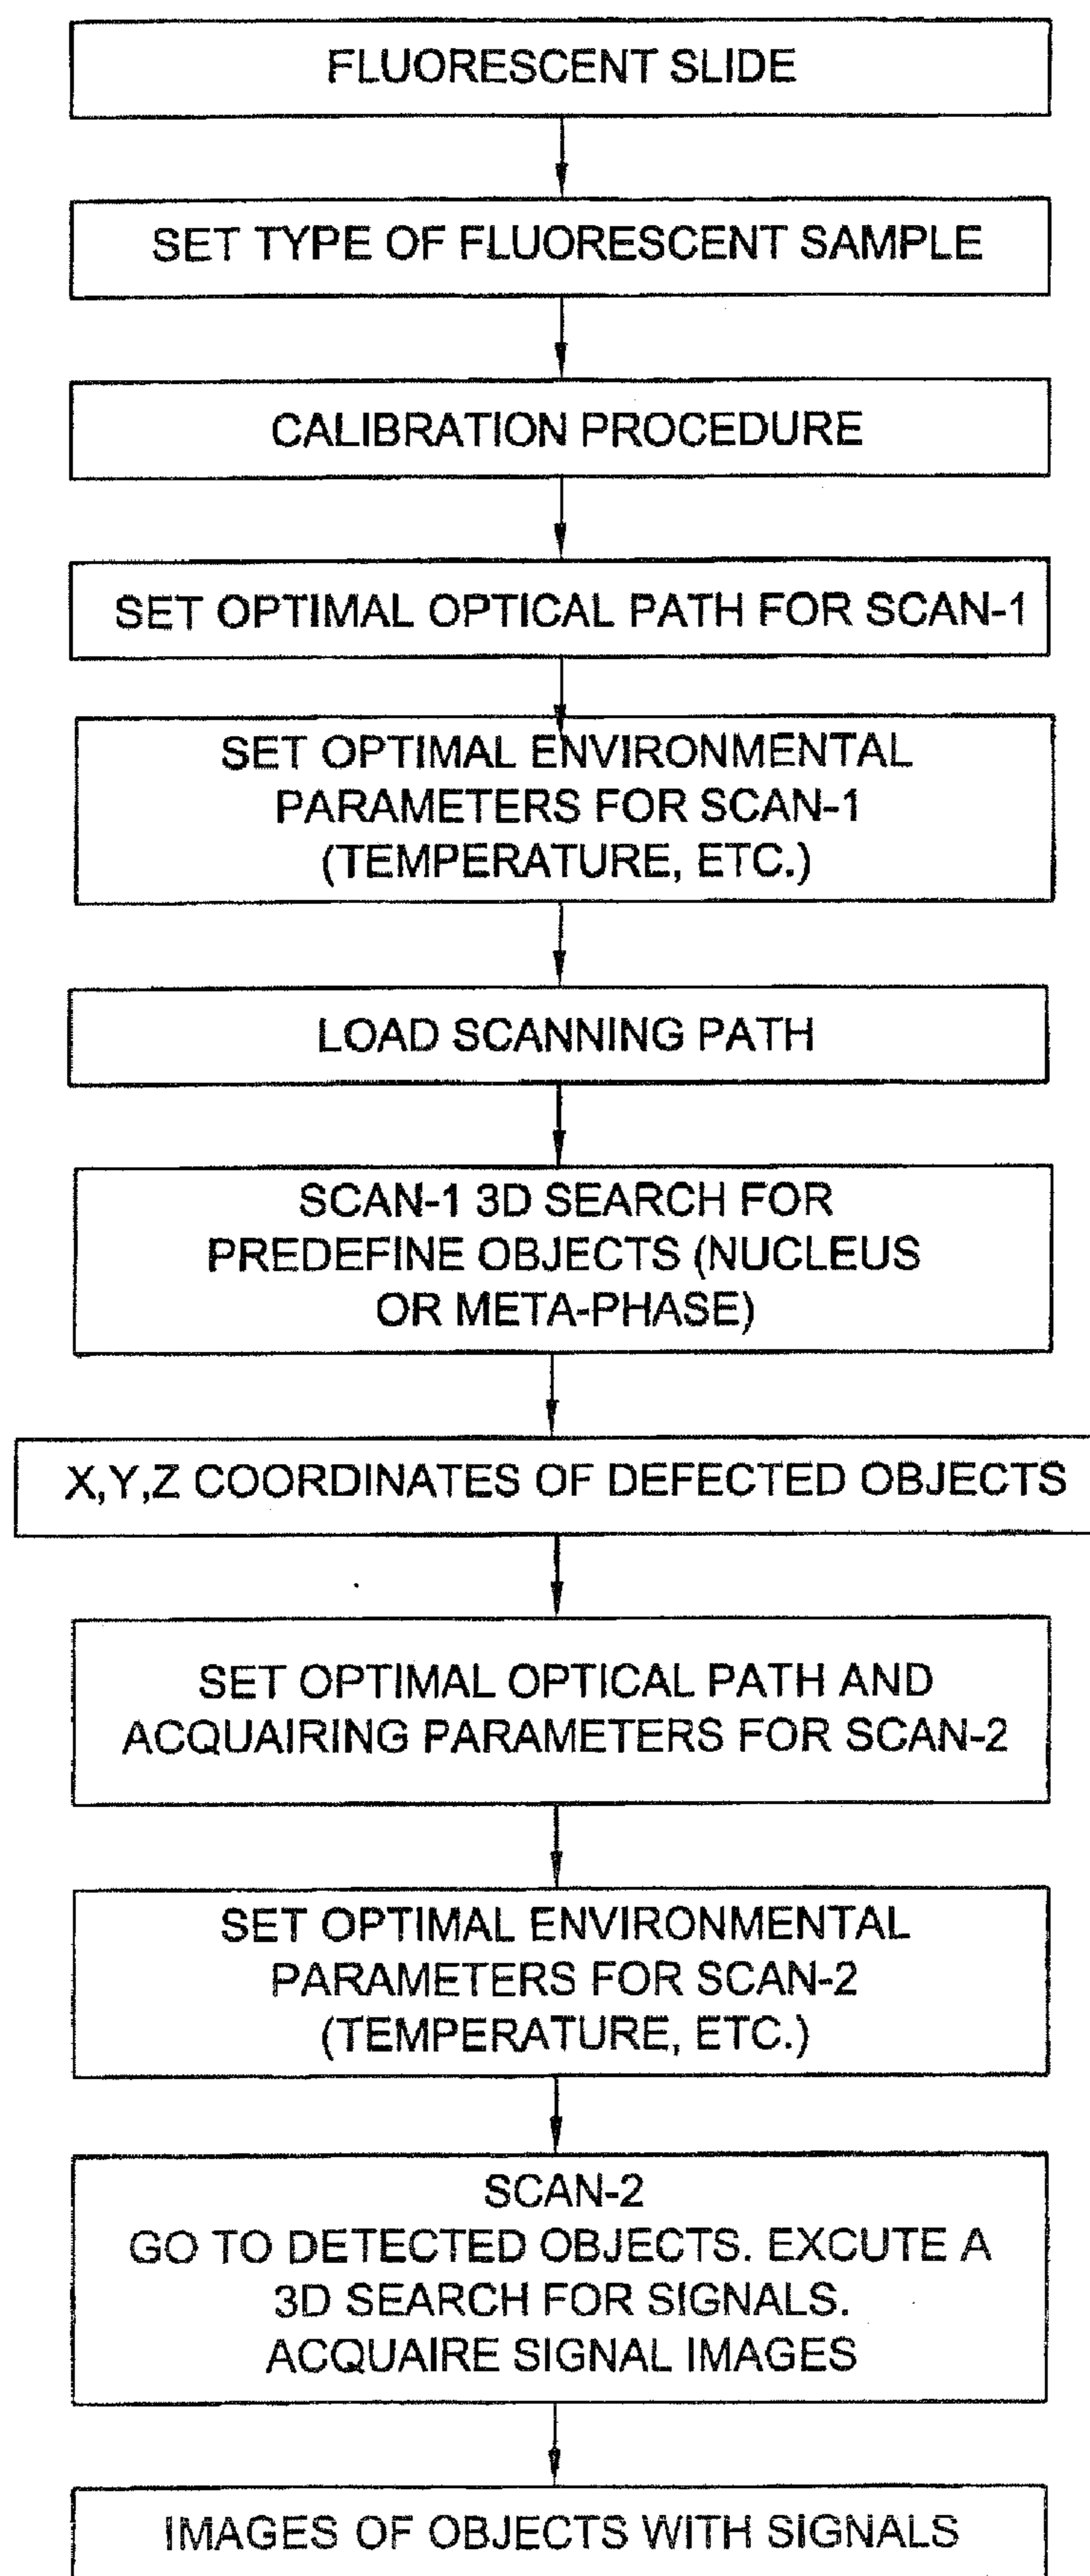 FLUORESCENT SLIDE
SET TYPE OF FLUORESCENT SAMPLE
CALIBRATION PROCEDURE
SET OPTIMAL OPTICAL PATH FOR SCAN-1
SET OPTIMAL ENVIRONMENTAL
PARAMETERS FOR SCAN-1
(TEMPERATURE, ETC.)
LOAD SCANNING PATH
SCAN-1 3D SEARCH FOR
PREDEFINE OBJECTS (NUCLEUS
OR META-PHASE)
X,Y,Z COORDINATES OF DEFECTED OBJECTS
SET OPTIMAL OPTICAL PATH AND
ACQUAIRING PARAMETERS FOR SCAN-2
SET OPTIMAL ENVIRONMENTAL
PARAMETERS FOR SCAN-2
(TEMPERATURE, ETC.)
SCAN-2
GO TO DETECTED OBJECTS. EXCUTE A
3D SEARCH FOR SIGNALS.
ACQUAIRE SIGNAL IMAGES
IMAGES OF OBJECTS WITH SIGNALS